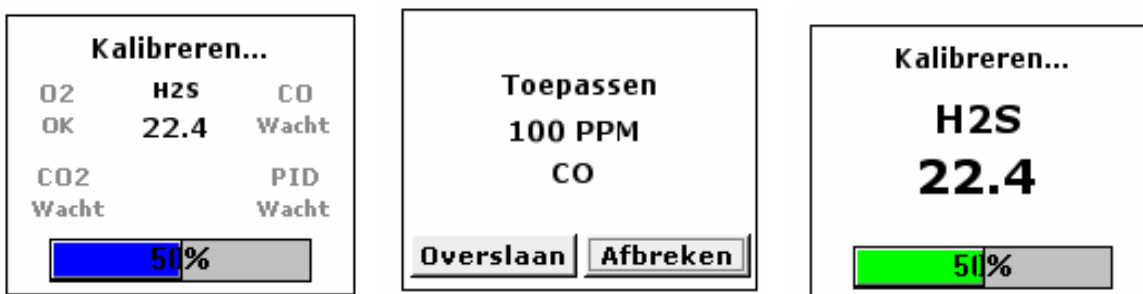 Kalibreren...
O2 H2S CO
OK 22.4 Wacht
CO2 PID
Wacht Wacht
50%
Toepassen
100 PPM
CO
Overslaan Afbreken
Kalibreren...
H2S
22.4
50%